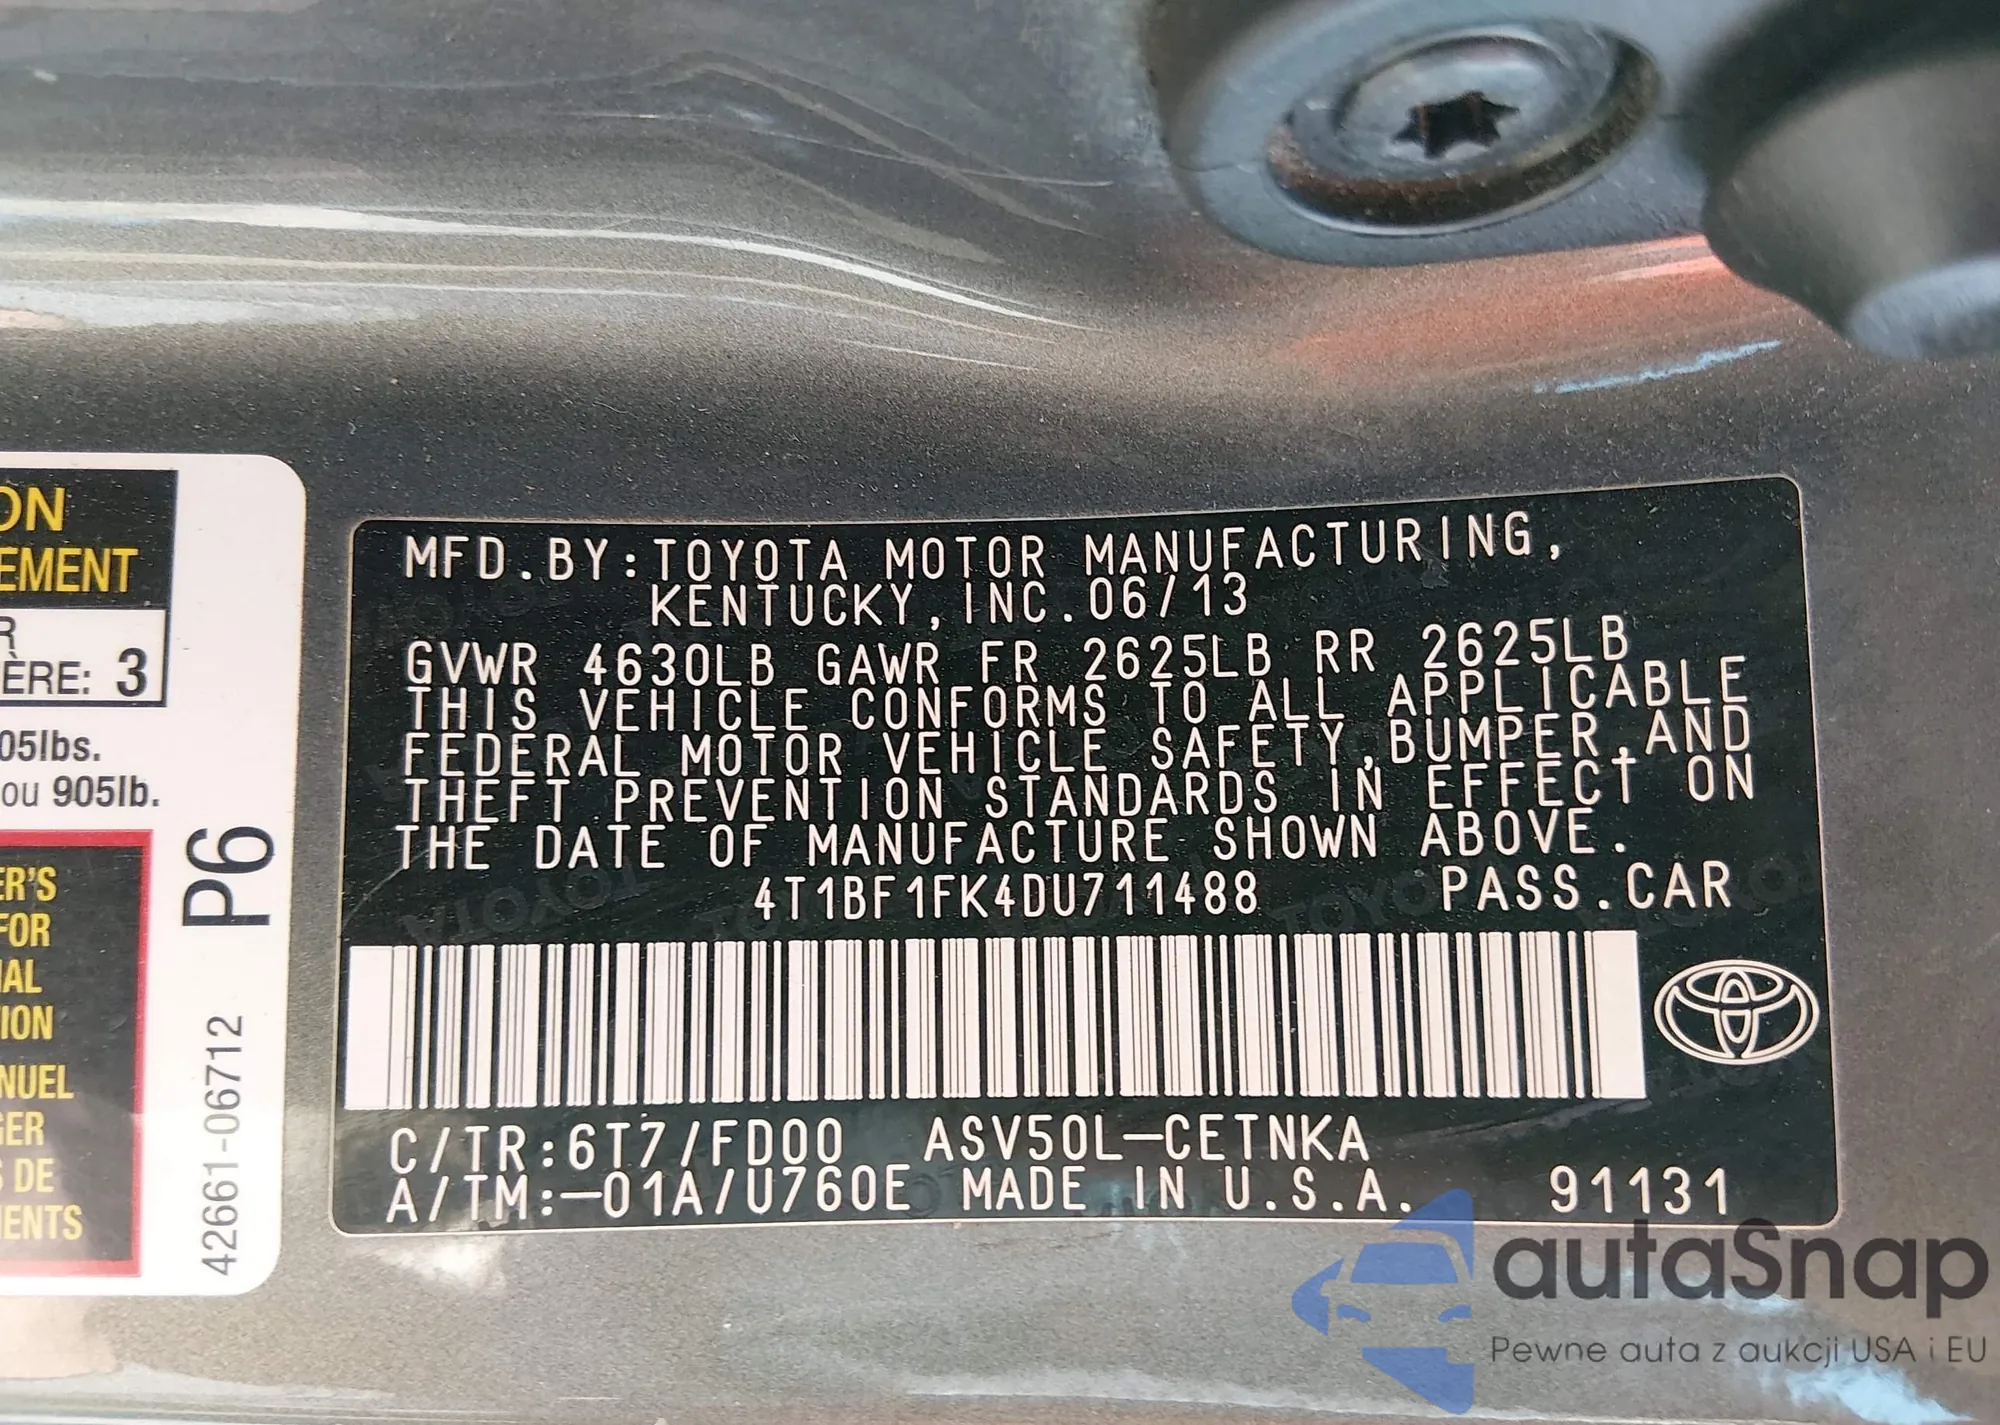 ON
EMENT
R
ÈRE: 3
05lbs.
ou 905lb.
ER'S
FOR
IAL
ION
NUEL
GER
S DE
MENTS
P6
42661-06712
MFD.BY:TOYOTA MOTOR MANUFACTURING,
KENTUCKY,INC.06/13
GVWR 4630LB GAWR FR 2625LB RR 2625LB
THIS VEHICLE CONFORMS TO ALL APPLICABLE
FEDERAL MOTOR VEHICLE SAFETY,BUMPER,AND
THEFT PREVENTION STANDARDS IN EFFECT ON
THE DATE OF MANUFACTURE SHOWN ABOVE.
4T1BF1FK4DU711488 PASS.CAR
C/TR:6T7/FD00 ASV50L-CETNKA
A/TM:-01A/U760E MADE IN U.S.A. 91131
autaSnap
Pewne auta z aukcji USA i EU